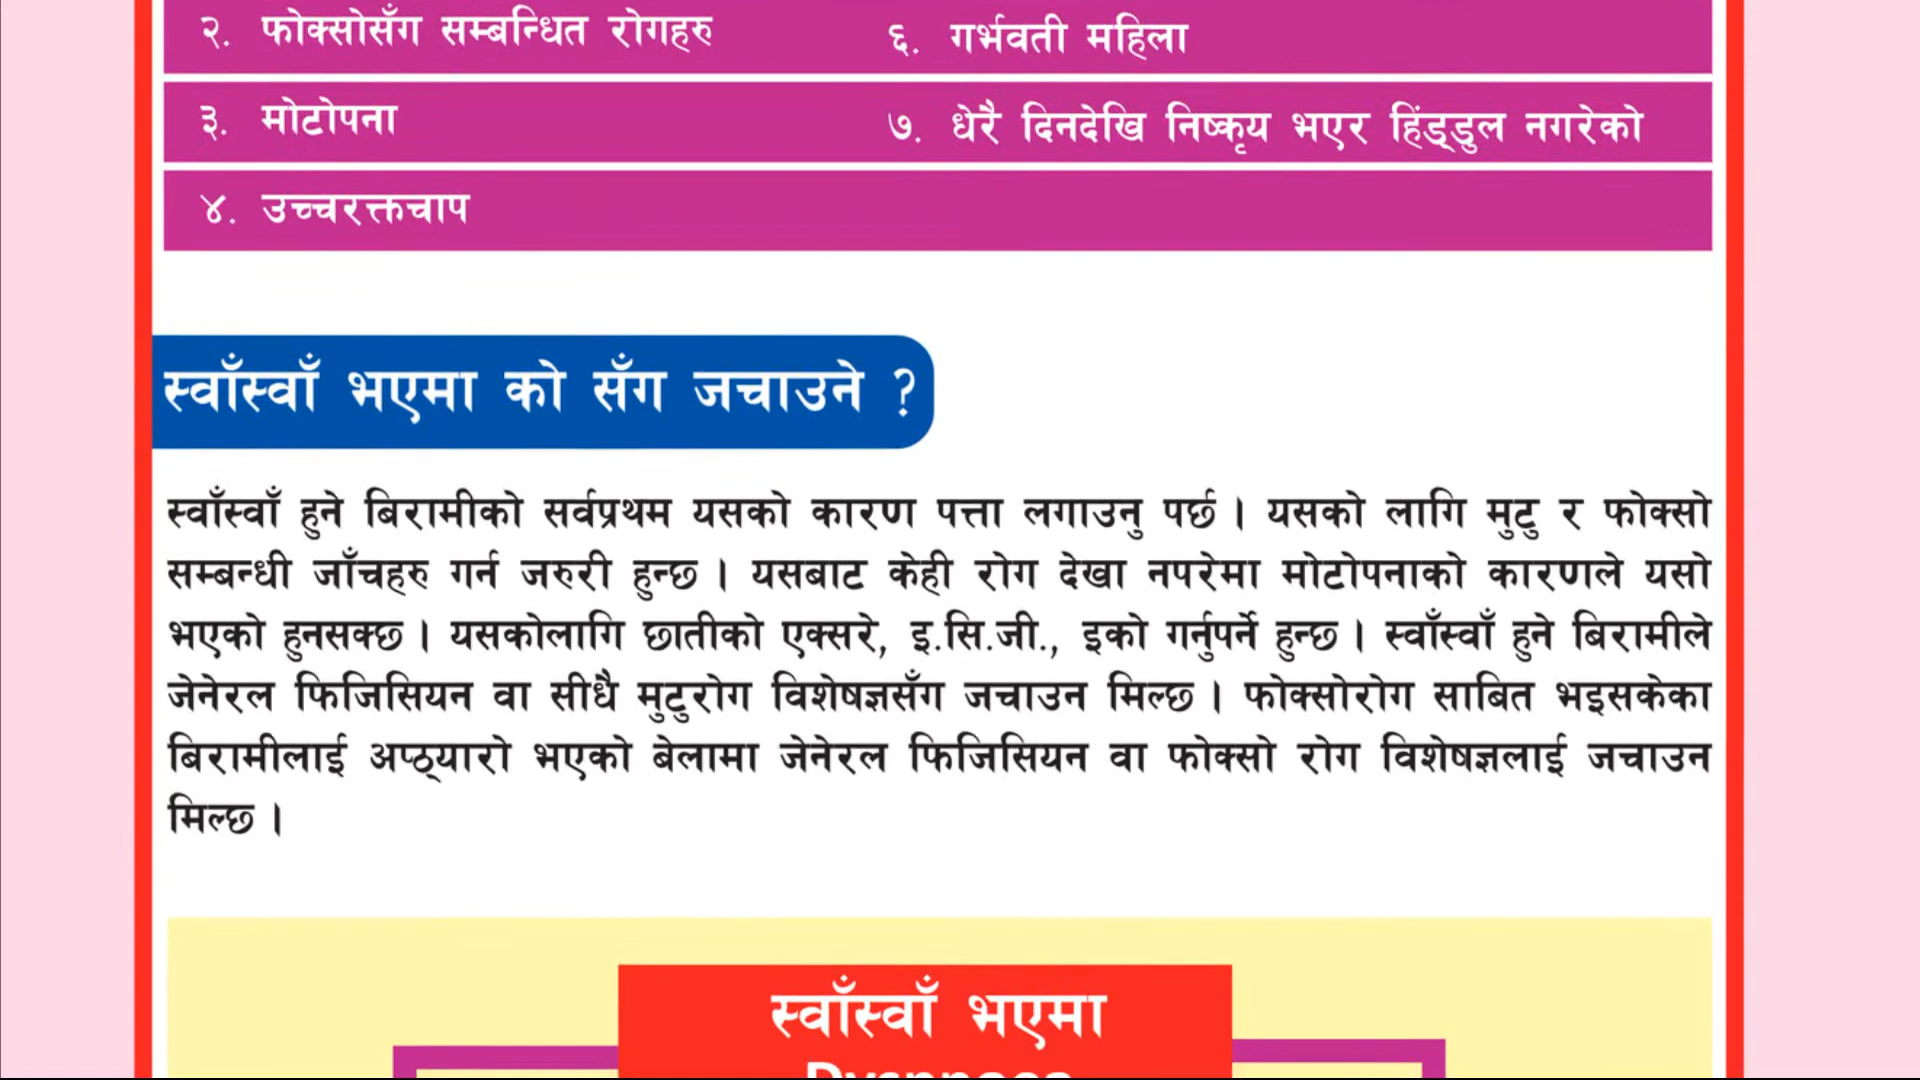 २. फोक्सोसँग सम्बन्धित रोगहरु
६. गर्भवती महिला
३. मोटोपना
७. धेरै दिनदेखि निष्कृय भएर हिंड्डुल नगरेको
४. उच्चरक्तचाप
स्वाँस्वाँ भएमा को सँग जचाउने ?
स्वाँस्वाँ हुने बिरामीको सर्वप्रथम यसको कारण पत्ता लगाउनु पर्छ । यसको लागि मुटु र फोक्सो
सम्बन्धी जाँचहरु गर्न जरुरी हुन्छ । यसबाट केही रोग देखा नपरेमा मोटोपनाको कारणले यसो
भएको हुनसक्छ । यसकोलागि छातीको एक्सरे, इ.सि.जी., इको गर्नुपर्ने हुन्छ । स्वाँस्वाँ हुने बिरामीले
जेनेरल फिजिसियन वा सीधै मुटुरोग विशेषज्ञसँग जचाउन मिल्छ । फोक्सोरोग साबित भइसकेका
बिरामीलाई अप्ठ्यारो भएको बेलामा जेनेरल फिजिसियन वा फोक्सो रोग विशेषज्ञलाई जचाउन
मिल्छ ।
स्वाँस्वाँ भएमा
Dyspnoea